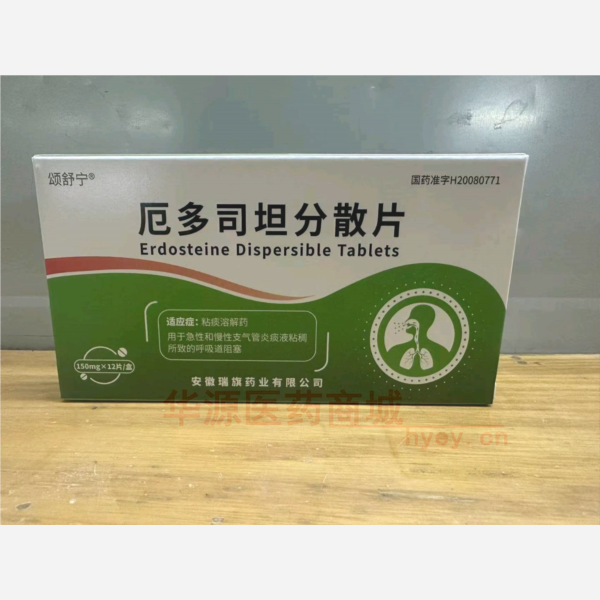 颂舒宁®
国药准字H20080771
厄多司坦分散片
Erdosteine Dispersible Tablets
适应症：粘痰溶解药
用于急性和慢性支气管炎痰液粘稠
所致的呼吸道阻塞
150mg×12片/盒
安徽瑞旗药业有限公司
华源医药商城
hyey.cn